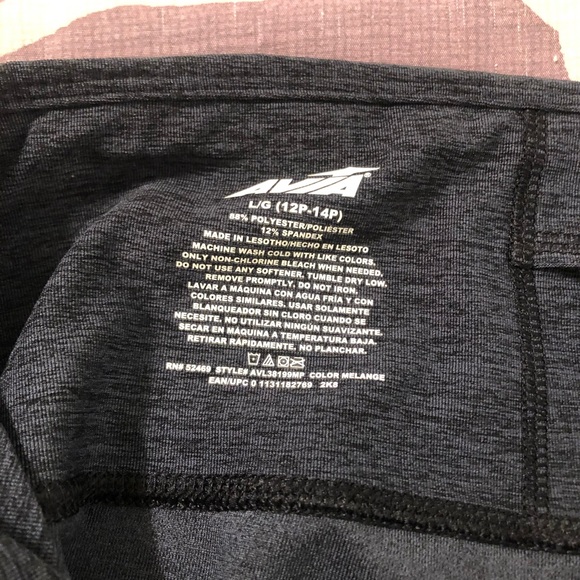 AVIA®
L/G (12P-14P)
88% POLYESTER/POLIÉSTER
12% SPANDEX
MADE IN LESOTHO/HECHO EN LESOTO
MACHINE WASH COLD WITH LIKE COLORS.
ONLY NON-CHLORINE BLEACH WHEN NEEDED.
DO NOT USE ANY SOFTENER, TUMBLE DRY LOW.
REMOVE PROMPTLY, DO NOT IRON.
LAVAR A MÁQUINA CON AGUA FRÍA Y CON
COLORES SIMILARES. USAR SOLAMENTE
BLANQUEADOR SIN CLORO CUANDO SE
NECESITE. NO UTILIZAR NINGÚN SUAVIZANTE.
SECAR EN MÁQUINA A TEMPERATURA BAJA.
RETIRAR RÁPIDAMENTE. NO PLANCHAR.
RN# 52469 STYLE# AVL38199MP COLOR MELANGE
EAN/UPC 0 1131182769 2K8